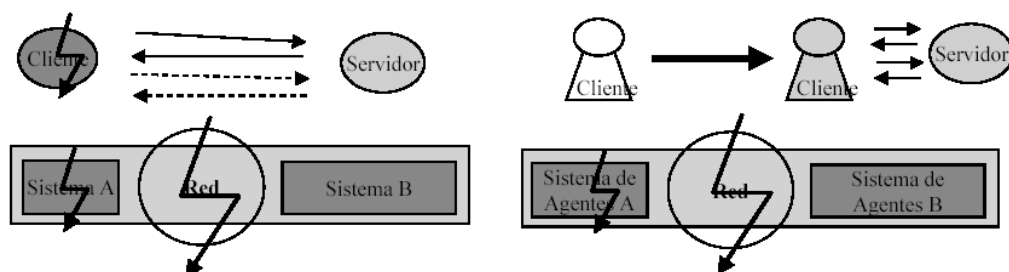 Cliente
Servidor
Sistema A
Red
Sistema B
Cliente
Cliente
Servidor
Sistema de
Agentes A
Red
Sistema de
Agentes B